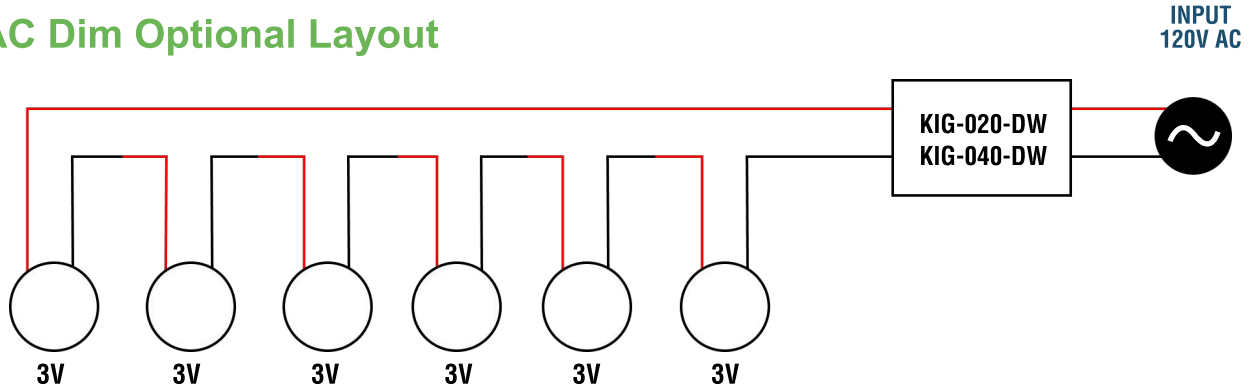 AC Dim Optional Layout
INPUT
120V AC
KIG-020-DW
KIG-040-DW
3V 3V 3V 3V 3V 3V